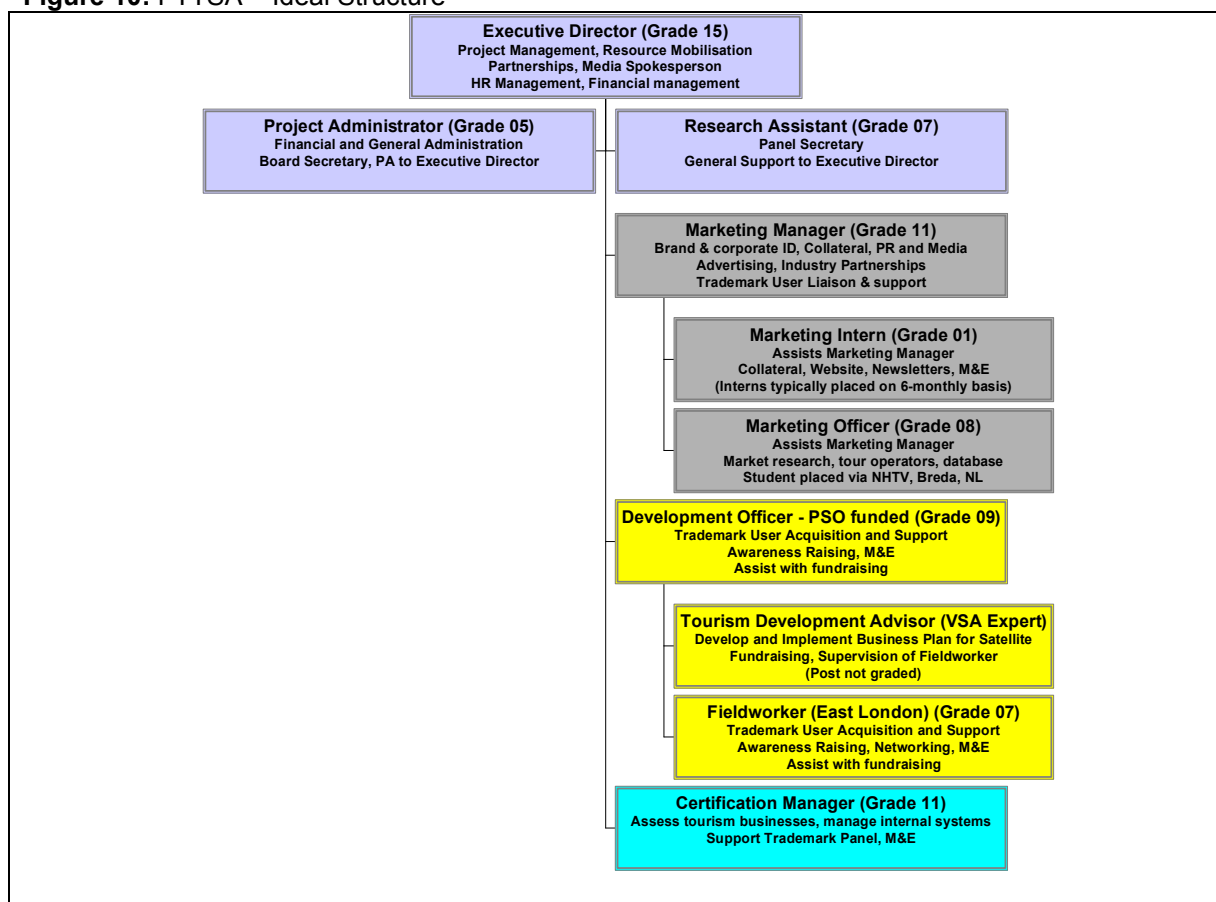 Figure FTTSA – Ideal Structure
Executive Director (Grade 15)
Project Management, Resource Mobilisation
Partnerships, Media Spokesperson
HR Management, Financial management
Project Administrator (Grade 05)
Financial and General Administration
Board Secretary, PA to Executive Director
Research Assistant (Grade 07)
Panel Secretary
General Support to Executive Director
Marketing Manager (Grade 11)
Brand & corporate ID, Collateral, PR and Media
Advertising, Industry Partnerships
Trademark User Liaison & support
Marketing Intern (Grade 01)
Assists Marketing Manager
Collateral, Website, Newsletters, M&E
(Interns typically placed on 6-monthly basis)
Marketing Officer (Grade 08)
Assists Marketing Manager
Market research, tour operators, database
Student placed via NHTV, Breda, NL
Development Officer - PSO funded (Grade 09)
Trademark User Acquisition and Support
Awareness Raising, M&E
Assist with fundraising
Tourism Development Advisor (VSA Expert)
Develop and Implement Business Plan for Satellite
Fundraising, Supervision of Fieldworker
(Post not graded)
Fieldworker (East London) (Grade 07)
Trademark User Acquisition and Support
Awareness Raising, Networking, M&E
Assist with fundraising
Certification Manager (Grade 11)
Assess tourism businesses, manage internal systems
Support Trademark Panel, M&E